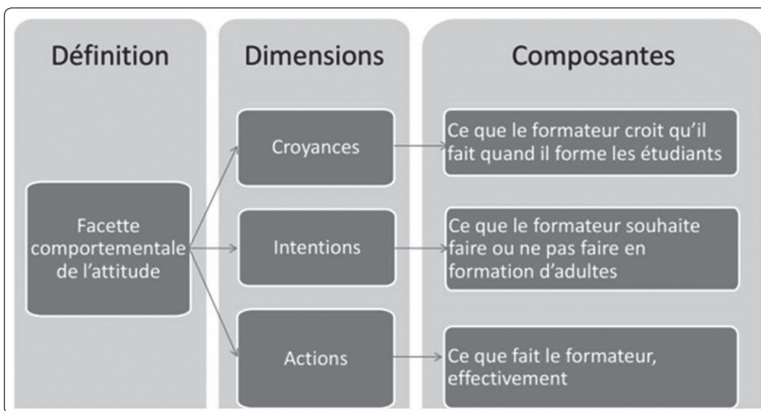 Définition
Dimensions
Composantes
Facette
comportementale
de l'attitude
Croyances
Ce que le formateur croit qu'il
fait quand il forme les étudiants
Intentions
Ce que le formateur souhaite
faire ou ne pas faire en
formation d'adultes
Actions
Ce que fait le formateur,
effectivement